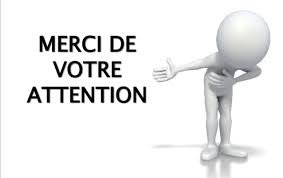 MERCI DE
VOTRE
ATTENTION